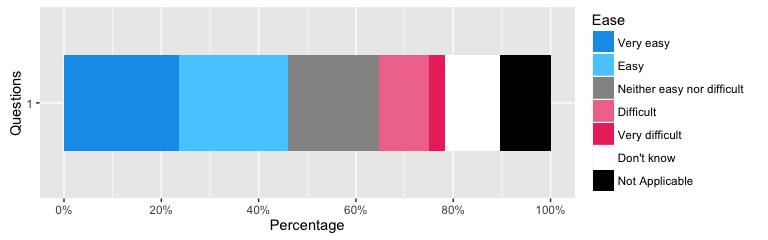 Questions
1
0%
20%
40%
60%
80%
100%
Percentage
Ease
Very easy
Easy
Neither easy nor difficult
Difficult
Very difficult
Don't know
Not Applicable